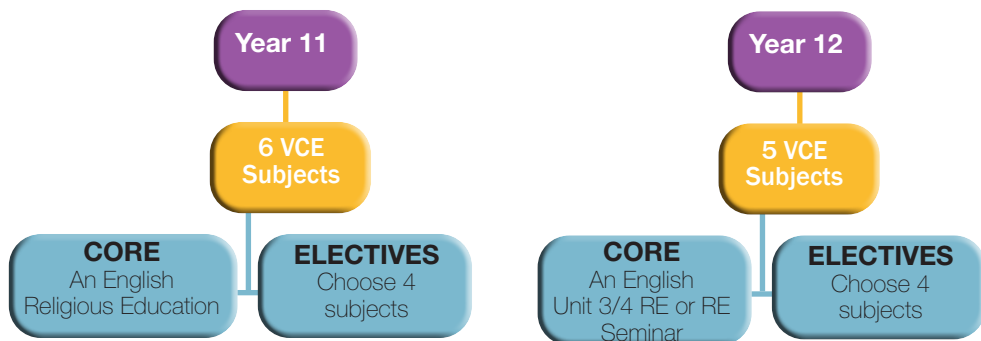 Year 11
6 VCE
Subjects
CORE
An English
Religious Education
ELECTIVES
Choose 4
subjects
Year 12
5 VCE
Subjects
CORE
An English
Unit 3/4 RE or RE
Seminar
ELECTIVES
Choose 4
subjects